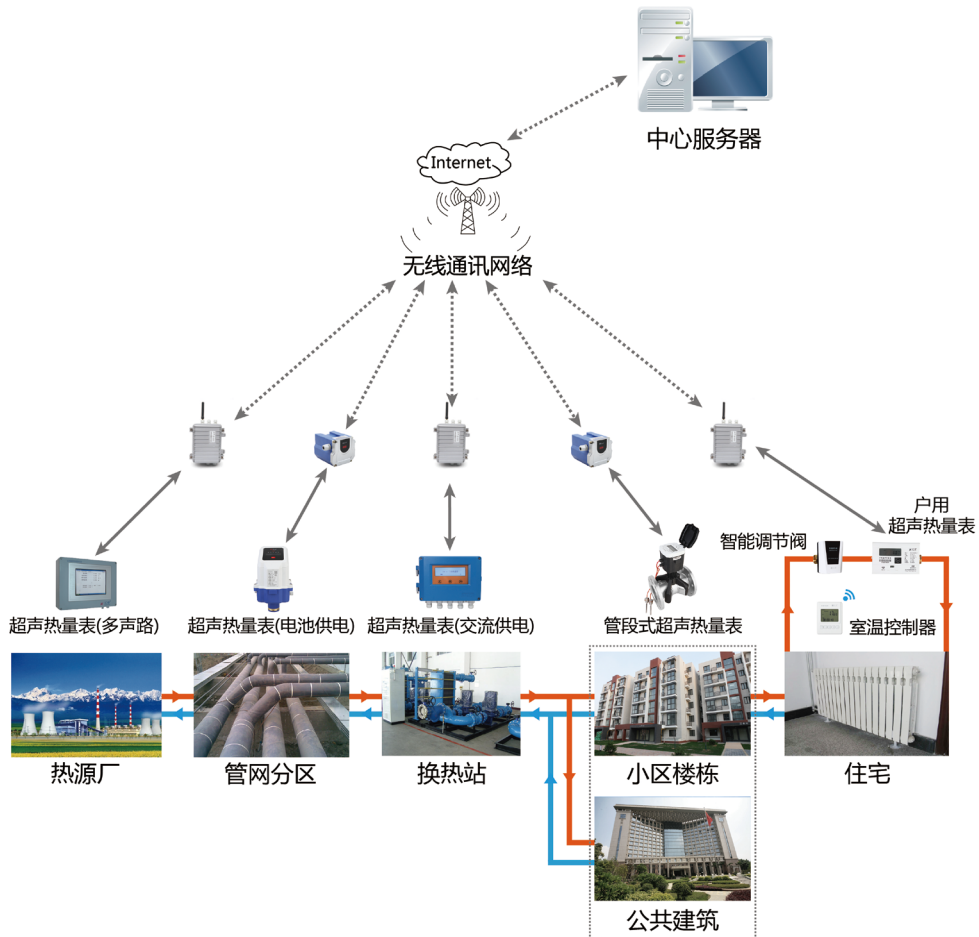 中心服务器
Internet
无线通讯网络
户用
超声热量表
智能调节阀
室温控制器
超声热量表(多声路)
超声热量表(电池供电)
超声热量表(交流供电)
管段式超声热量表
热源厂
管网分区
换热站
小区楼栋
住宅
公共建筑